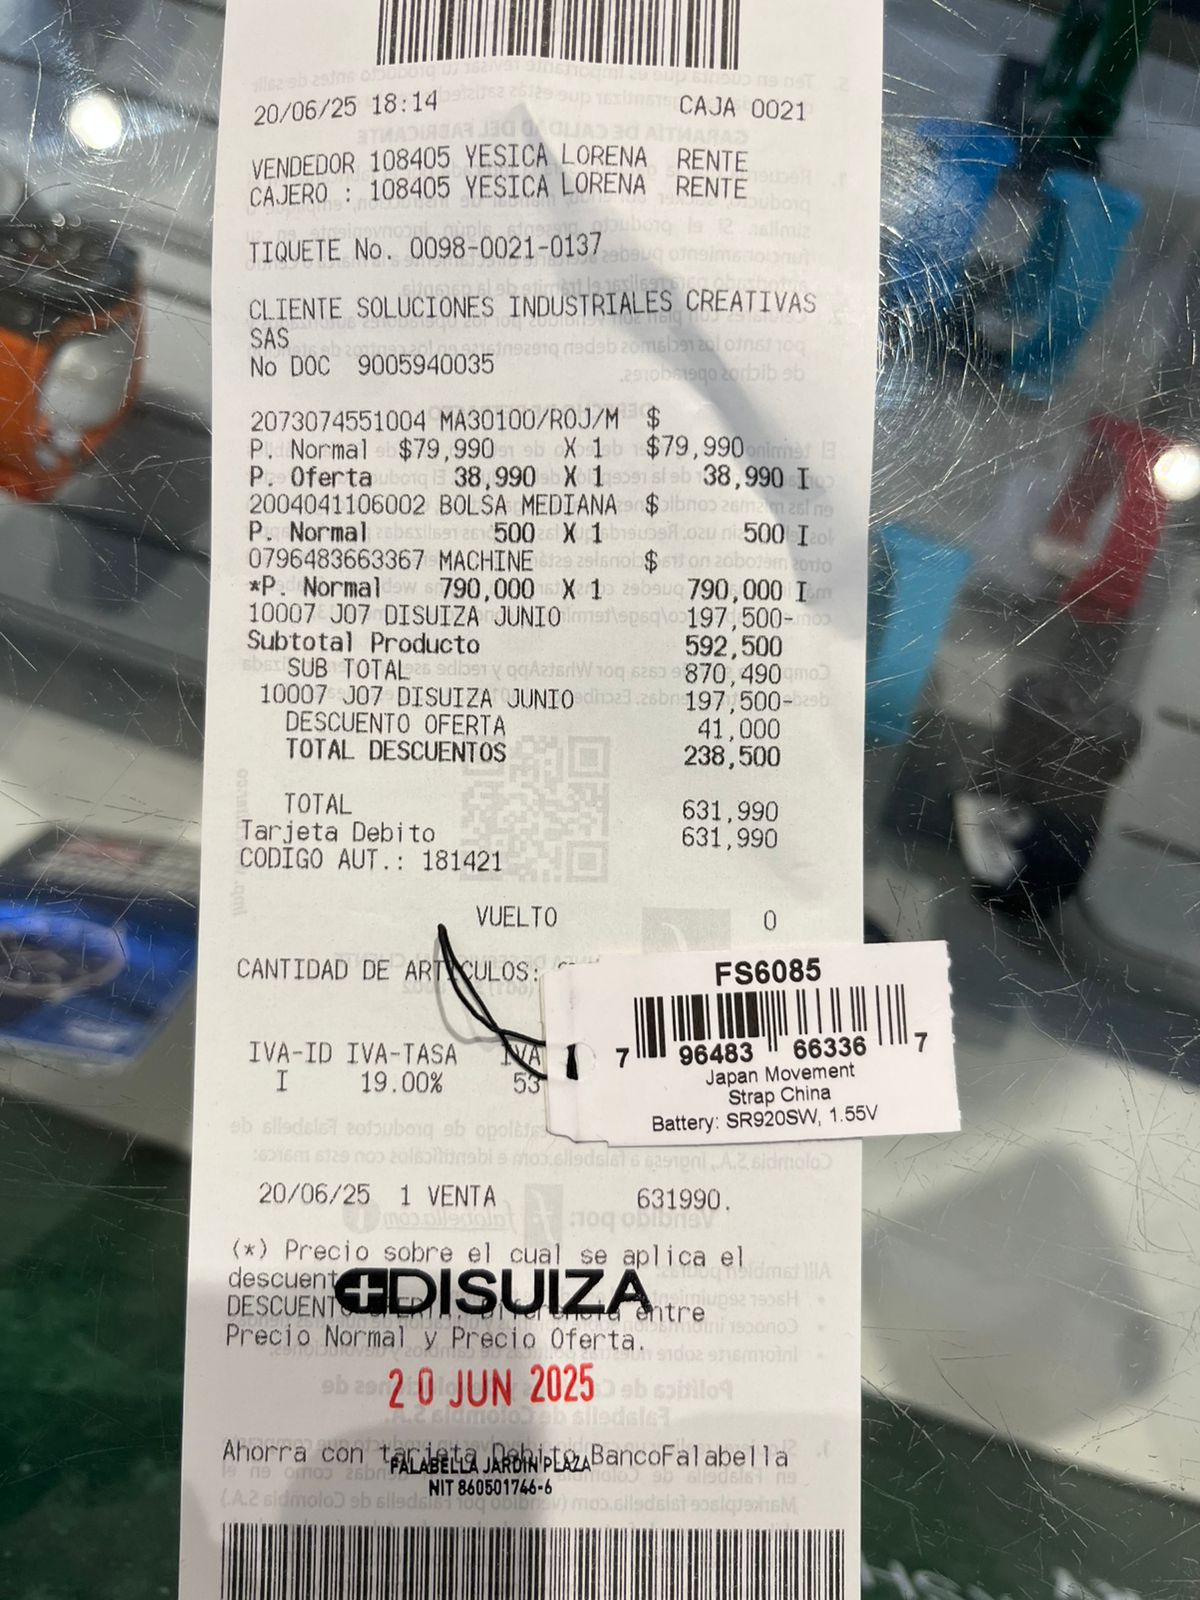 20/06/25 18:14 CAJA 0021
VENDEDOR 108405 YESICA LORENA RENTE
CAJERO : 108405 YESICA LORENA RENTE
TIQUETE No. 0098-0021-0137
CLIENTE SOLUCIONES INDUSTRIALES CREATIVAS
SAS
No DOC 9005940035
2073074551004 MA30100/ROJ/M $
P. Normal $79,990 X 1 $79,990
P. Oferta 38,990 X 1 38,990 I
2004041106002 BOLSA MEDIANA $
P. Normal 500 X 1 500 I
0796483663367 MACHINE $
*P. Normal 790,000 X 1 790,000 I
10007 J07 DISUIZA JUNIO 197,500-
Subtotal Producto 592,500
SUB TOTAL 870,490
10007 J07 DISUIZA JUNIO 197,500-
DESCUENTO OFERTA 41,000
TOTAL DESCUENTOS 238,500
TOTAL 631,990
Tarjeta Debito 631,990
CODIGO AUT.: 181421
VUELTO 0
CANTIDAD DE ARTICULOS:
FS6085
7 96483 66336 7
Japan Movement
Strap China
Battery: SR920SW, 1.55V
IVA-ID IVA-TASA IVA
I 19.00% 53
20/06/25 1 VENTA 631990.
(*) Precio sobre el cual se aplica el
descuent
DISUIZA
DESCUENTO entre
Precio Normal y Precio Oferta.
20 JUN 2025
Ahorra con tarjeta Debito BancoFalabella
FALABELLA JARDIN PLAZA
NIT 860501746-6